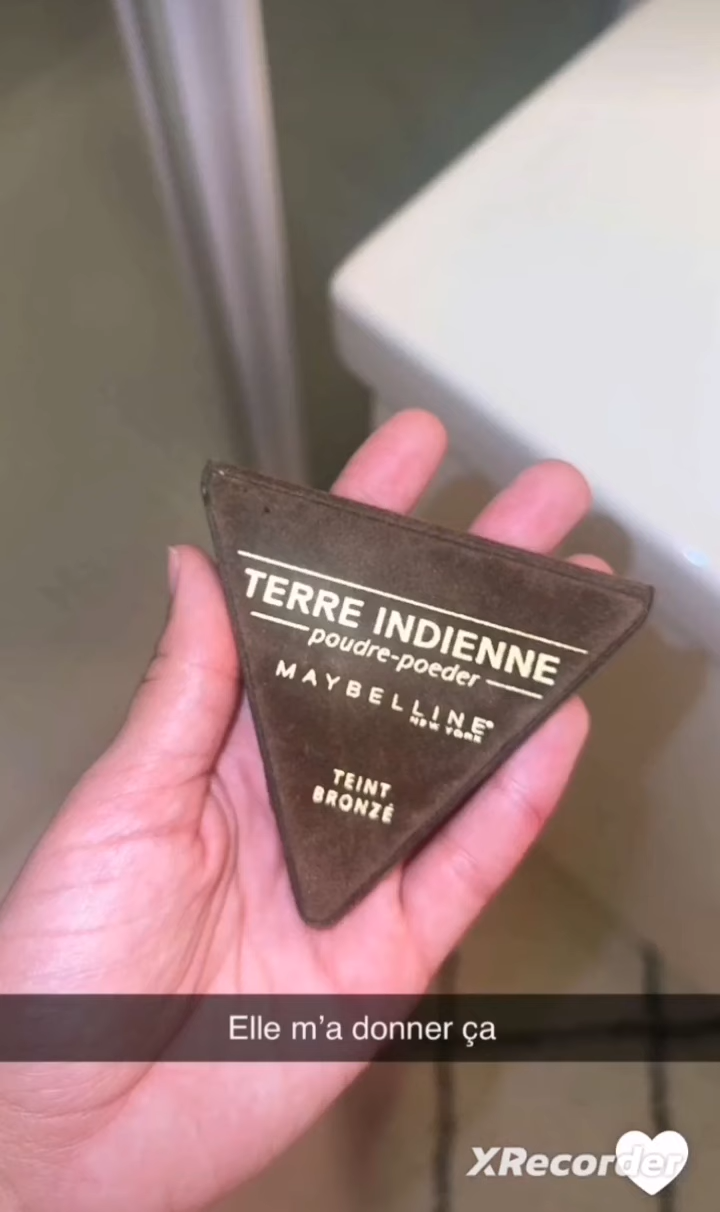 TERRE INDIENNE
poudre-poeder
MAYBELLINE
NEW YORK
TEINT
BRONZÉ
Elle m’a donner ça
XRecorder